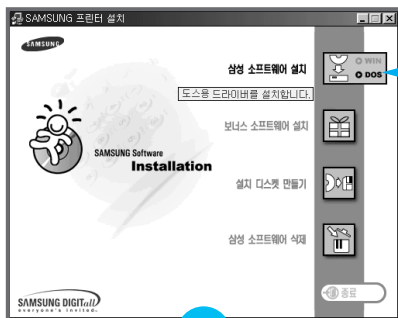 SAMSUNG 프린터 설치
SAMSUNG
삼성 소프트웨어 설치
WIN
DOS
도스용 드라이버를 설치합니다.
보너스 소프트웨어 설치
SAMSUNG Software
Installation
설치 디스켓 만들기
삼성 소프트웨어 삭제
종료
SAMSUNG DIGITall
everyone's invited.